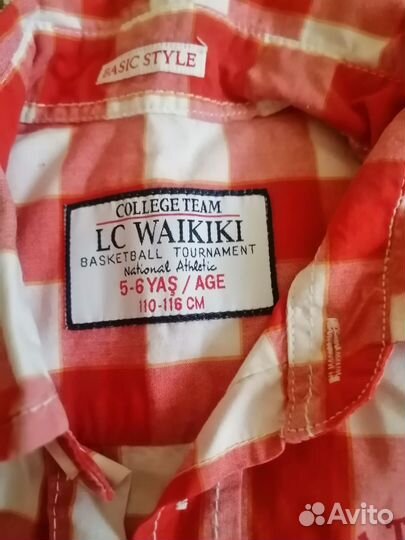 BASIC STYLE
COLLEGE TEAM
LC WAIKIKI
BASKETBALL TOURNAMENT
National Athletic
5-6 YAŞ / AGE
110-116 CM
Avito